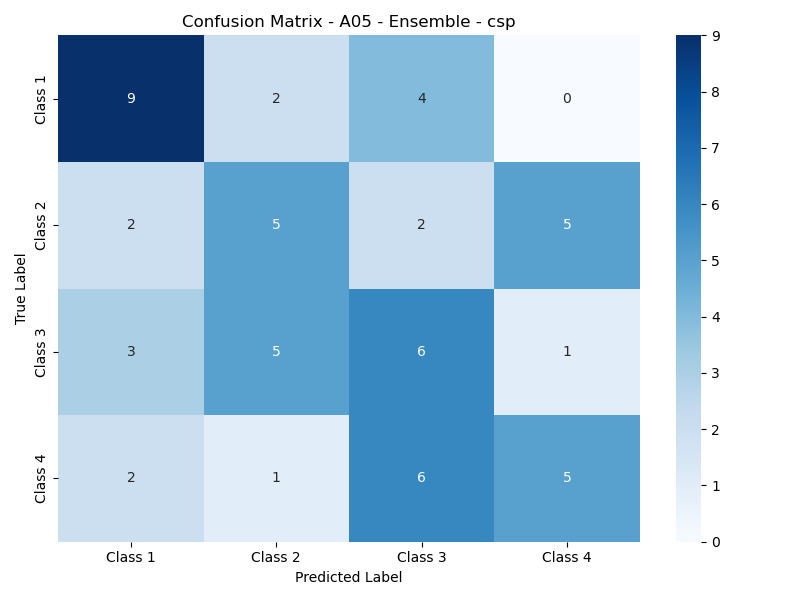 Confusion Matrix - A05 - Ensemble - csp
True Label
Class 1
9 2 4 0
Class 2
2 5 2 5
Class 3
3 5 6 1
Class 4
2 1 6 5
Class 1 Class 2 Class 3 Class 4
Predicted Label
9
8
7
6
5
4
3
2
1
0